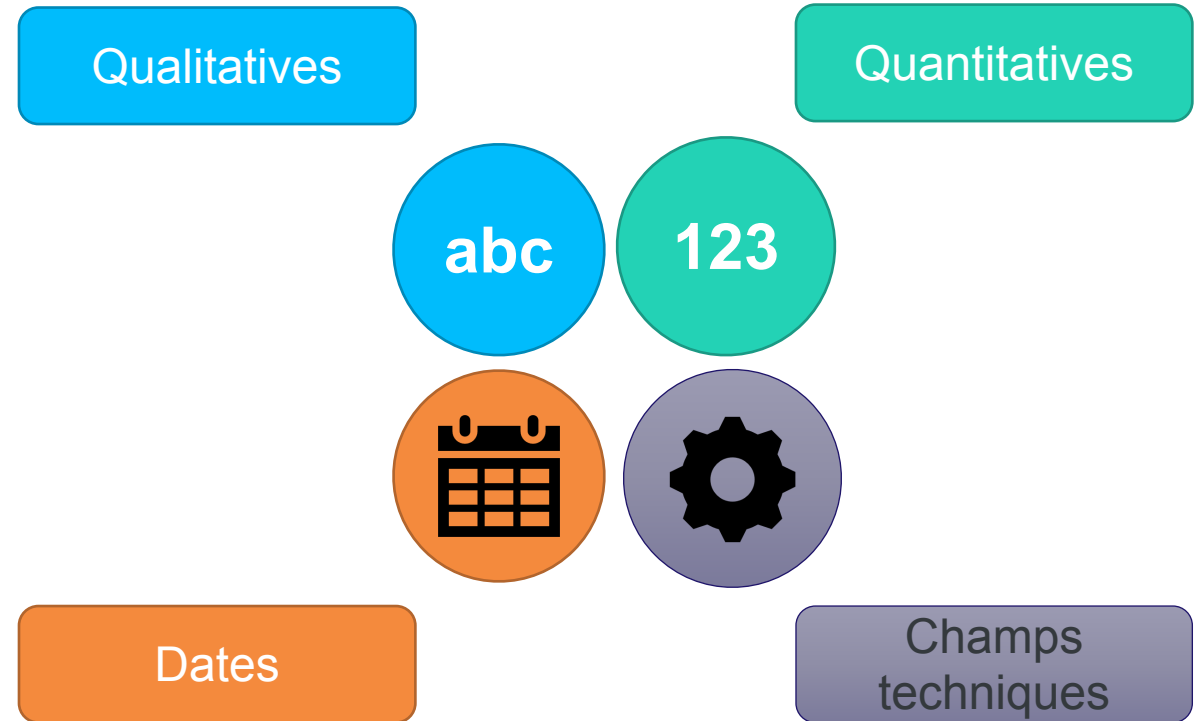 Qualitatives
Quantitatives
abc
123
Dates
Champs
techniques